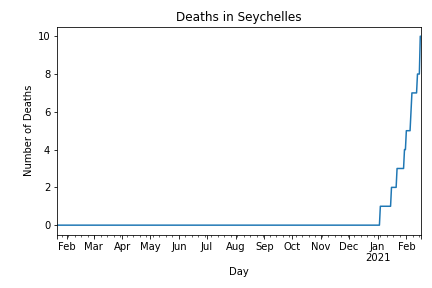 Deaths in Seychelles
Number of Deaths
10
8
6
4
2
0
Feb Mar Apr May Jun Jul Aug Sep Oct Nov Dec Jan Feb
2021
Day